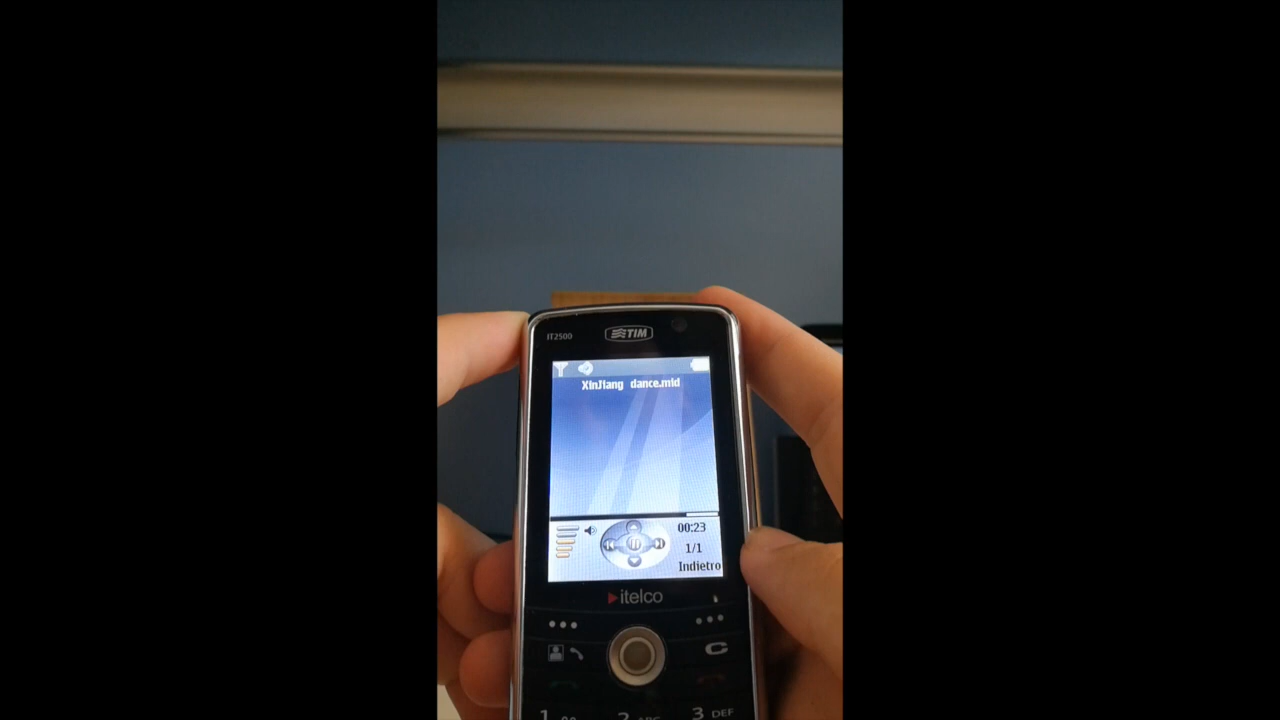 IT2500
TIM
XinJiang dance.mid
00:23
1/1
Indietro
itelco
C
1
2 ABC
3 DEF